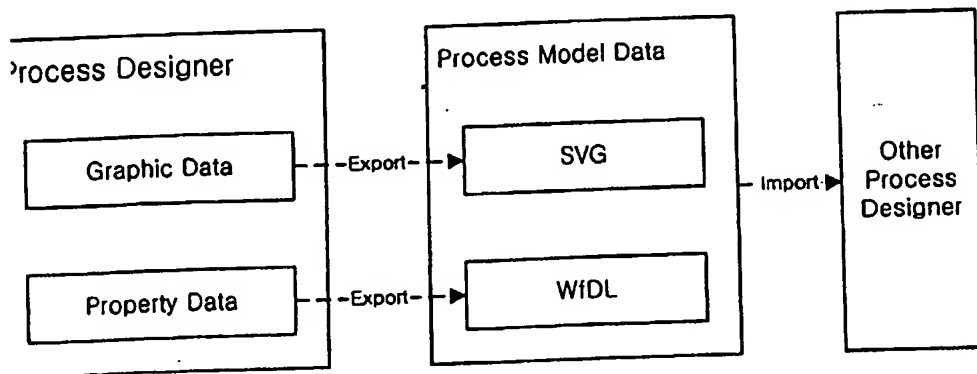 Process Designer
Process Model Data
Graphic Data
Export
SVG
Other
Process
Designer
Import
Property Data
Export
WfDL